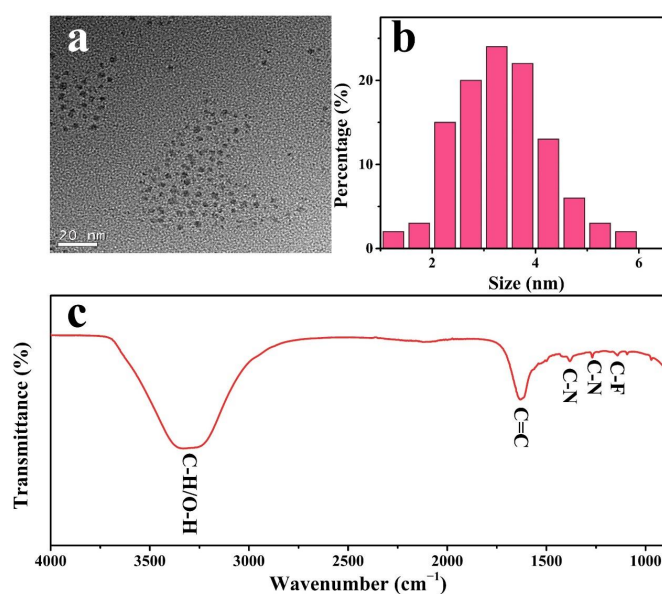 a
20 nm
b
Percentage (%)
20
10
0
2
4
6
Size (nm)
c
Transmittance (%)
C-H/O-H
C=C
C-N
C-N
C-F
4000
3500
3000
2500
2000
1500
1000
Wavenumber (cm⁻¹)